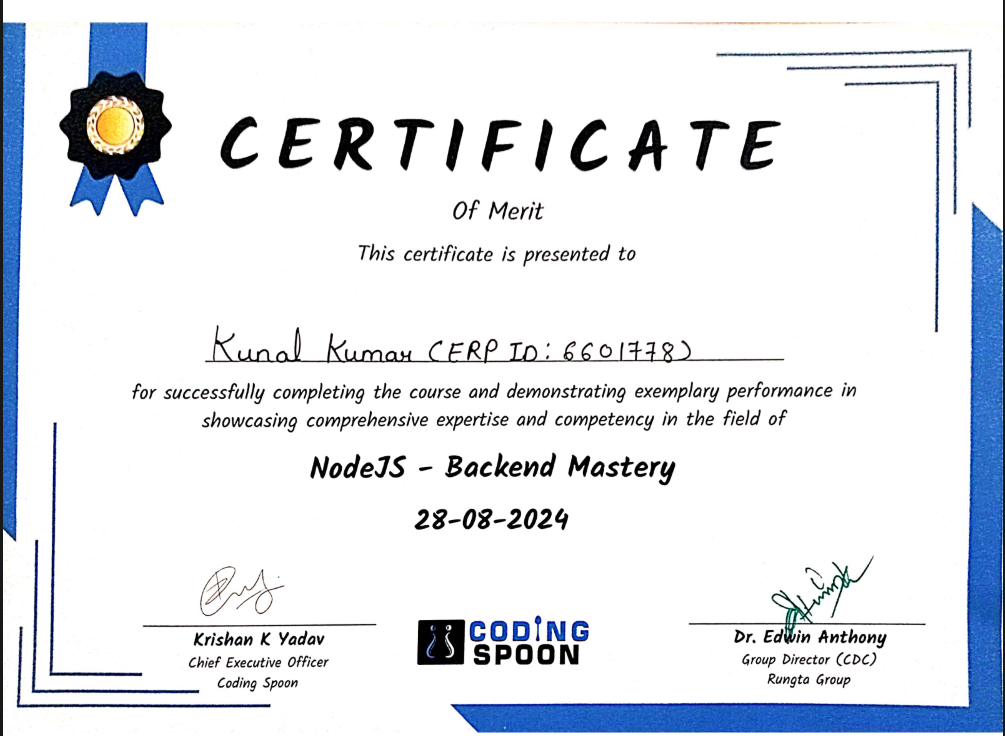 CERTIFICATE
Of Merit
This certificate is presented to
Kunal Kumar (ERP ID: 6601778)
for successfully completing the course and demonstrating exemplary performance in
showcasing comprehensive expertise and competency in the field of
NodeJS - Backend Mastery
28-08-2024
Krishan K Yadav
Chief Executive Officer
Coding Spoon
CODING
SPOON
Dr. Edwin Anthony
Group Director (CDC)
Rungta Group